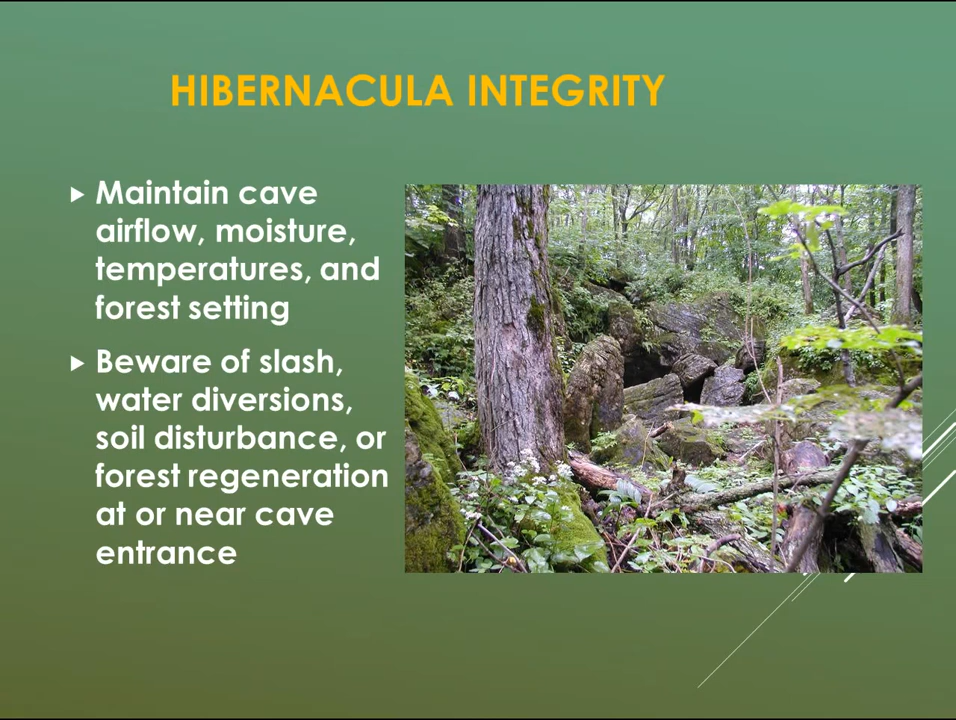 HIBERNACULA INTEGRITY
Maintain cave
airflow, moisture,
temperatures, and
forest setting
Beware of slash,
water diversions,
soil disturbance, or
forest regeneration
at or near cave
entrance